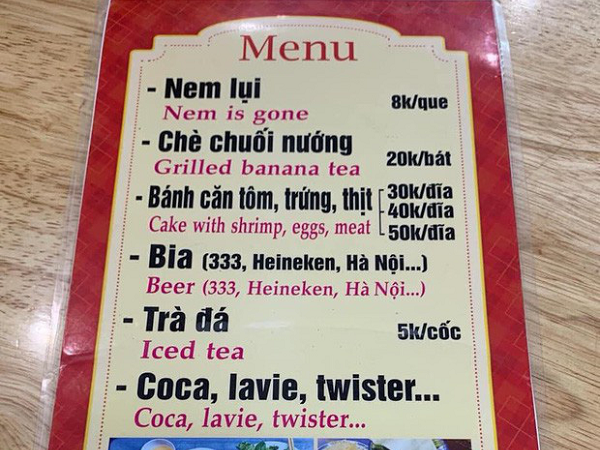 Menu
- Nem lụi 8k/que
Nem is gone
- Chè chuối nướng 20k/bát
Grilled banana tea
- Bánh căn tôm, trứng, thịt 30k/đĩa
40k/đĩa
Cake with shrimp, eggs, meat 50k/đĩa
- Bia (333, Heineken, Hà Nội...)
Beer (333, Heineken, Hà Nội...)
- Trà đá 5k/cốc
Iced tea
- Coca, lavie, twister...
Coca, lavie, twister...